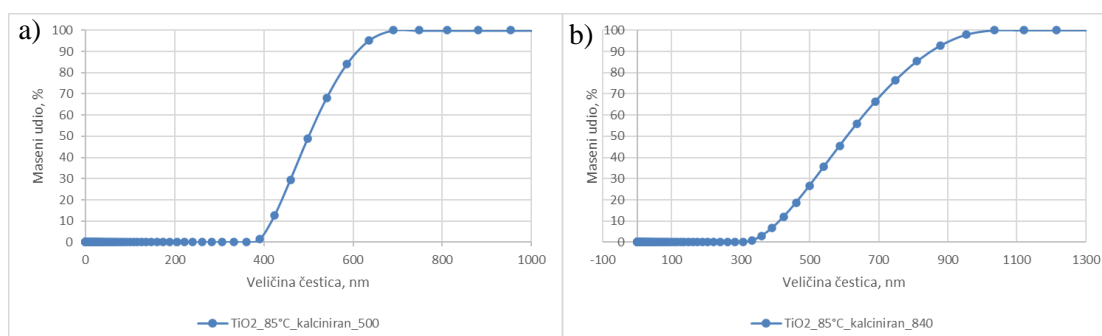 a)
100
90
80
70
60
50
40
30
20
10
0
Maseni udio, %
0 200 400 600 800 1000
Veličina čestica, nm
TiO2_85°C_kalciniran_500
b)
100
90
80
70
60
50
40
30
20
10
0
Maseni udio, %
-100 100 300 500 700 900 1100 1300
Veličina čestica, nm
TiO2_85°C_kalciniran_840